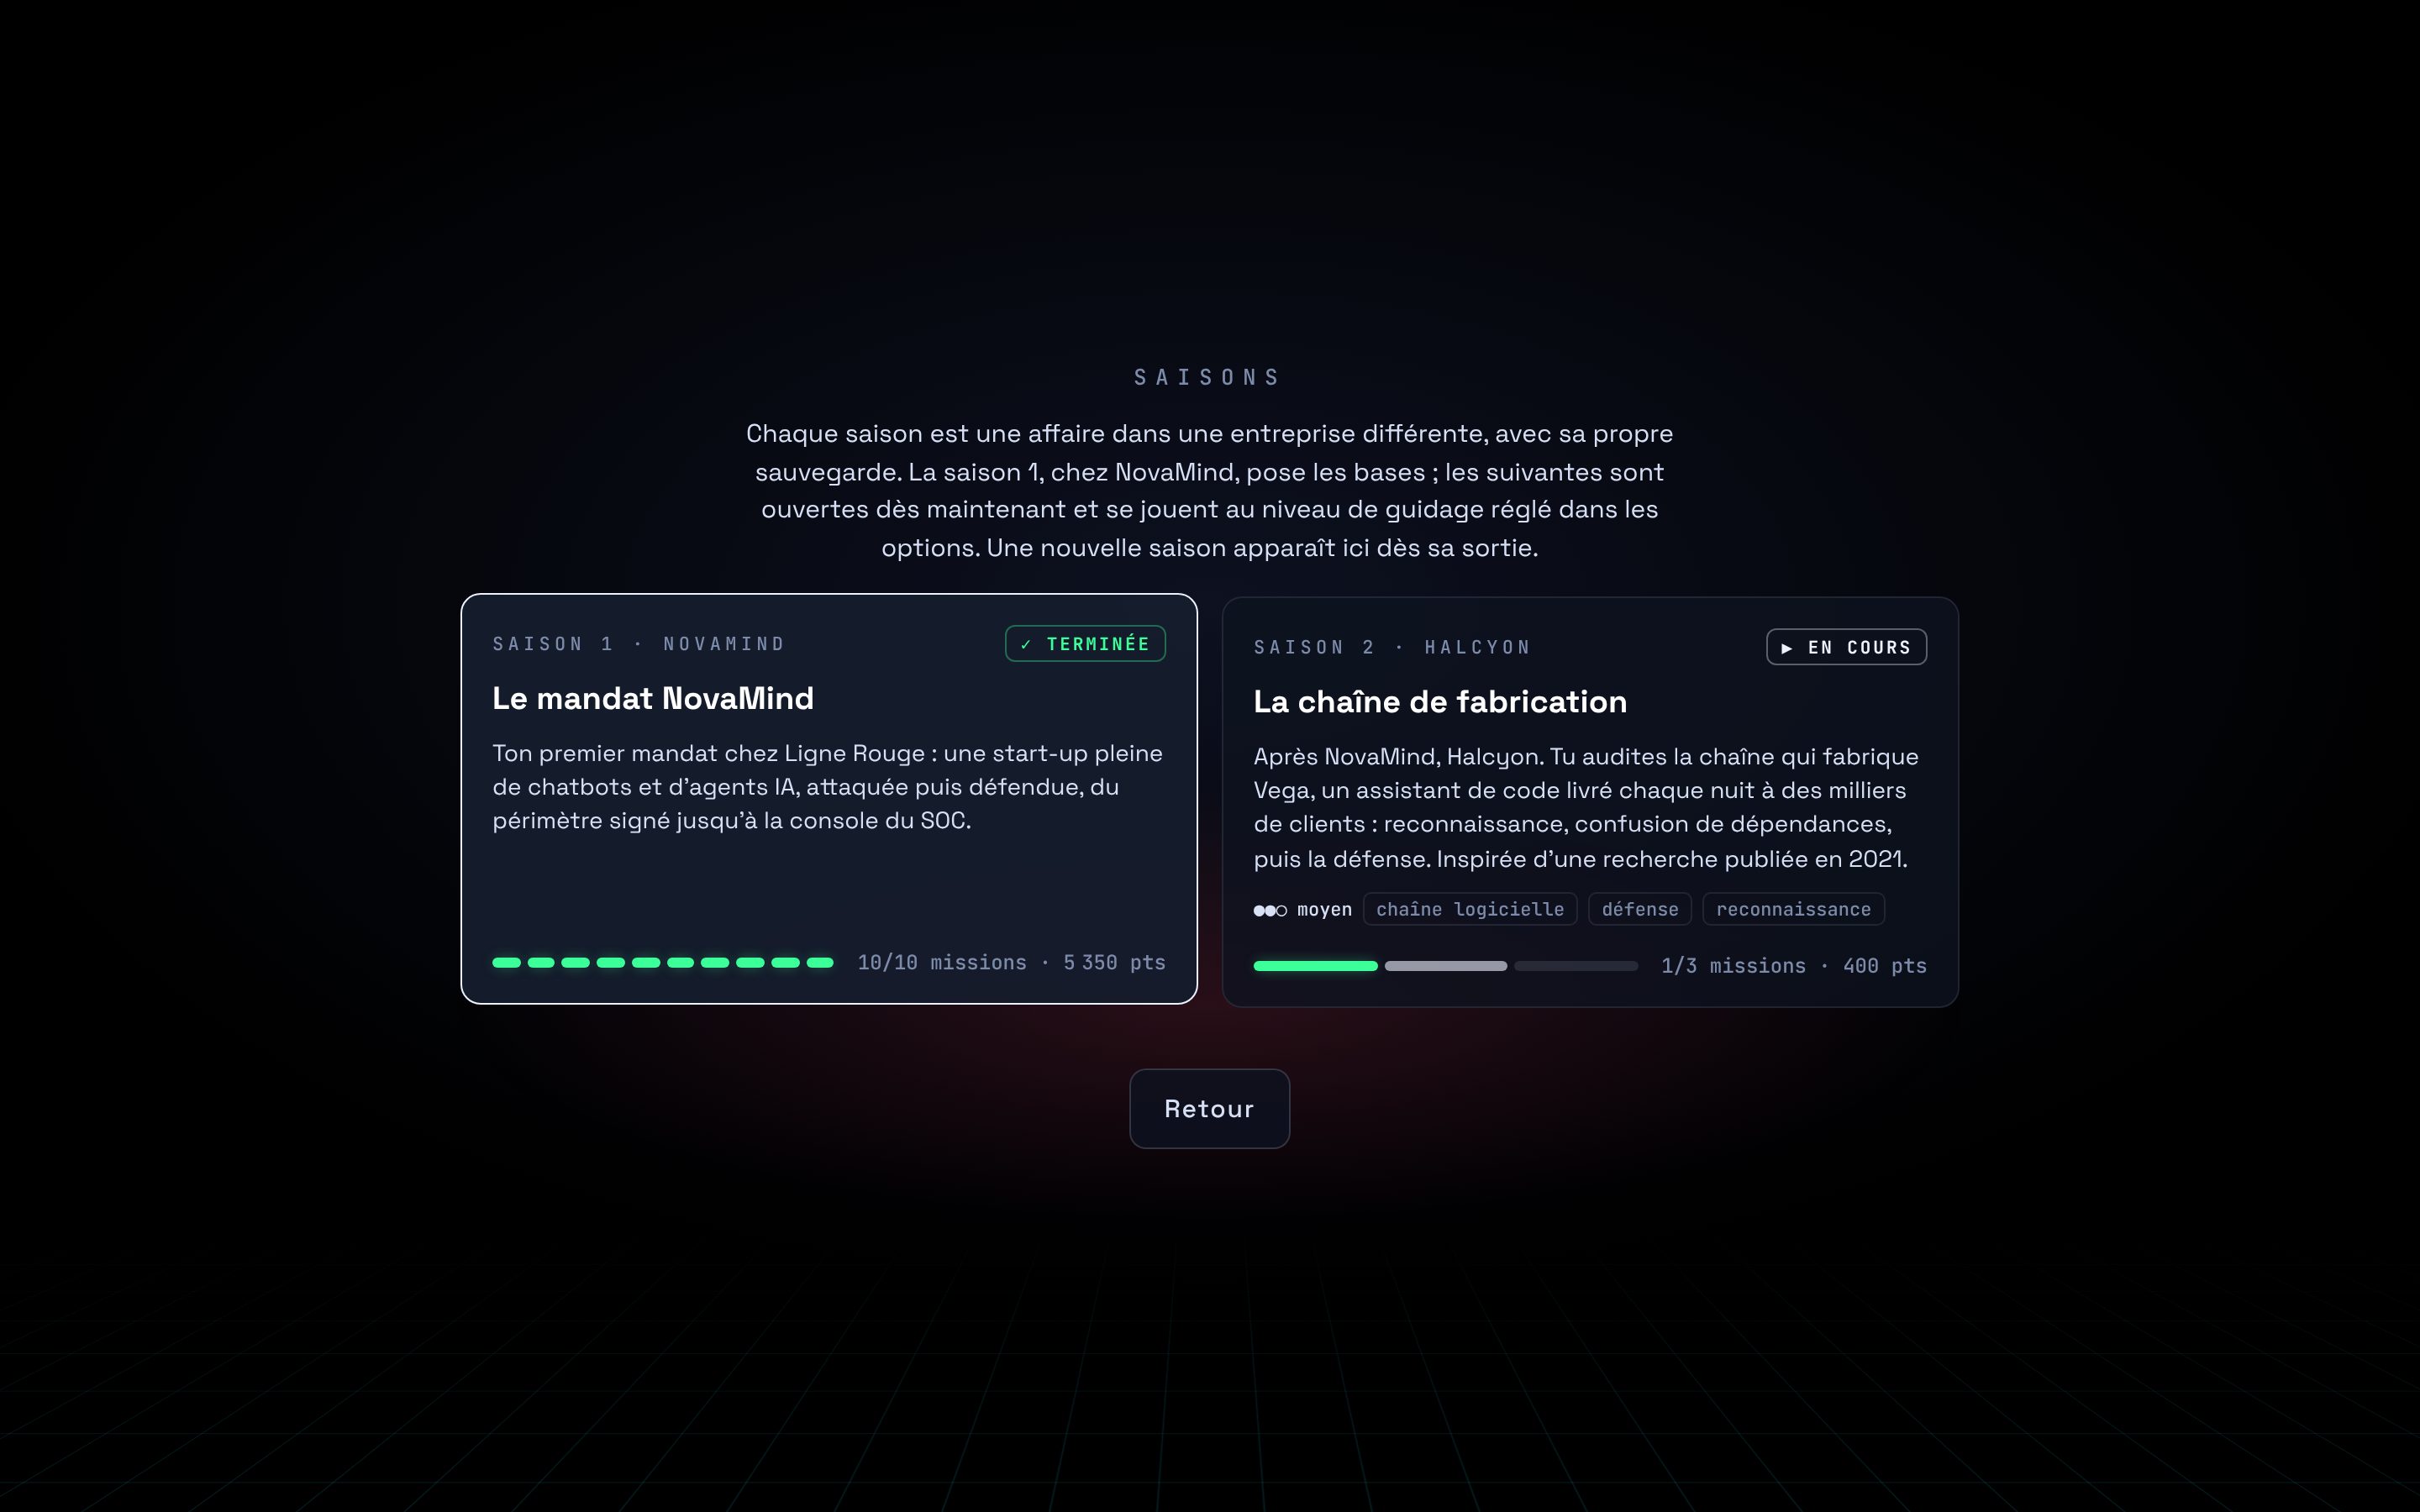 SAISONS
Chaque saison est une affaire dans une entreprise différente, avec sa propre
sauvegarde. La saison 1, chez NovaMind, pose les bases ; les suivantes sont
ouvertes dès maintenant et se jouent au niveau de guidage réglé dans les
options. Une nouvelle saison apparaît ici dès sa sortie.
SAISON 1 · NOVAMIND
✓ TERMINÉE
Le mandat NovaMind
Ton premier mandat chez Ligne Rouge : une start-up pleine
de chatbots et d’agents IA, attaquée puis défendue, du
périmètre signé jusqu’à la console du SOC.
10/10 missions · 5 350 pts
SAISON 2 · HALCYON
▶ EN COURS
La chaîne de fabrication
Après NovaMind, Halcyon. Tu audites la chaîne qui fabrique
Vega, un assistant de code livré chaque nuit à des milliers
de clients : reconnaissance, confusion de dépendances,
puis la défense. Inspirée d’une recherche publiée en 2021.
●●○ moyen chaîne logicielle défense reconnaissance
1/3 missions · 400 pts
Retour